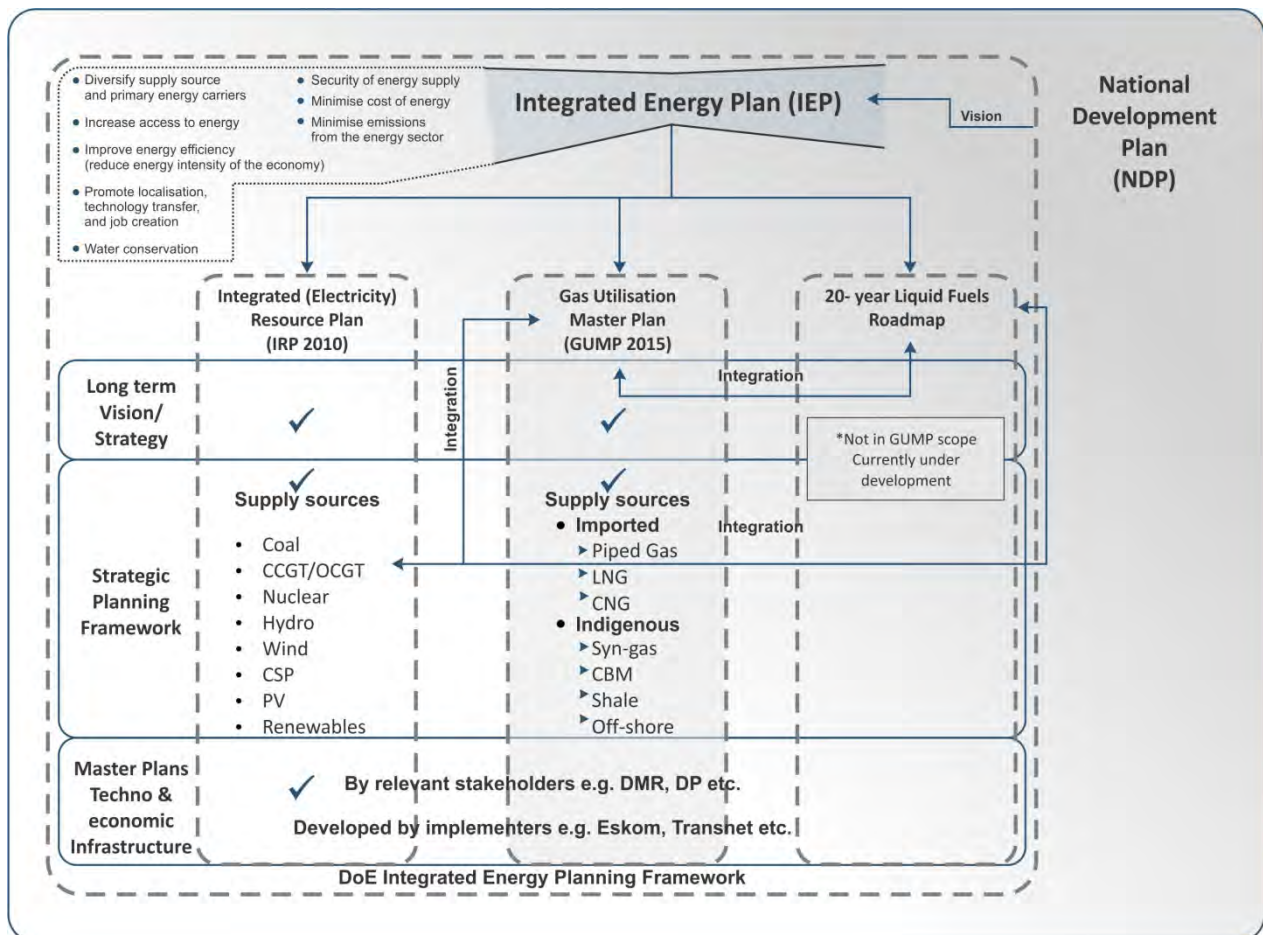 Diversify supply source
and primary energy carriers
Increase access to energy
Improve energy efficiency
(reduce energy intensity of the economy)
Promote localisation,
technology transfer,
and job creation
Water conservation
Security of energy supply
Minimise cost of energy
Minimise emissions
from the energy sector
Integrated Energy Plan (IEP)
Vision
National
Development
Plan
(NDP)
Integrated (Electricity)
Resource Plan
(IRP 2010)
Gas Utilisation
Master Plan
(GUMP 2015)
20- year Liquid Fuels
Roadmap
Long term
Vision/
Strategy
✓
Integration
✓
Integration
*Not in GUMP scope
Currently under
development
Strategic
Planning
Framework
✓
Supply sources
• Coal
• CCGT/OCGT
• Nuclear
• Hydro
• Wind
• CSP
• PV
• Renewables
✓
Supply sources
• Imported
➤ Piped Gas
➤ LNG
➤ CNG
• Indigenous
➤ Syn-gas
➤ CBM
➤ Shale
➤ Off-shore
Integration
Master Plans
Techno &
economic
Infrastructure
✓
By relevant stakeholders e.g. DMR, DP etc.
Developed by implementers e.g. Eskom, Transnet etc.
DoE Integrated Energy Planning Framework